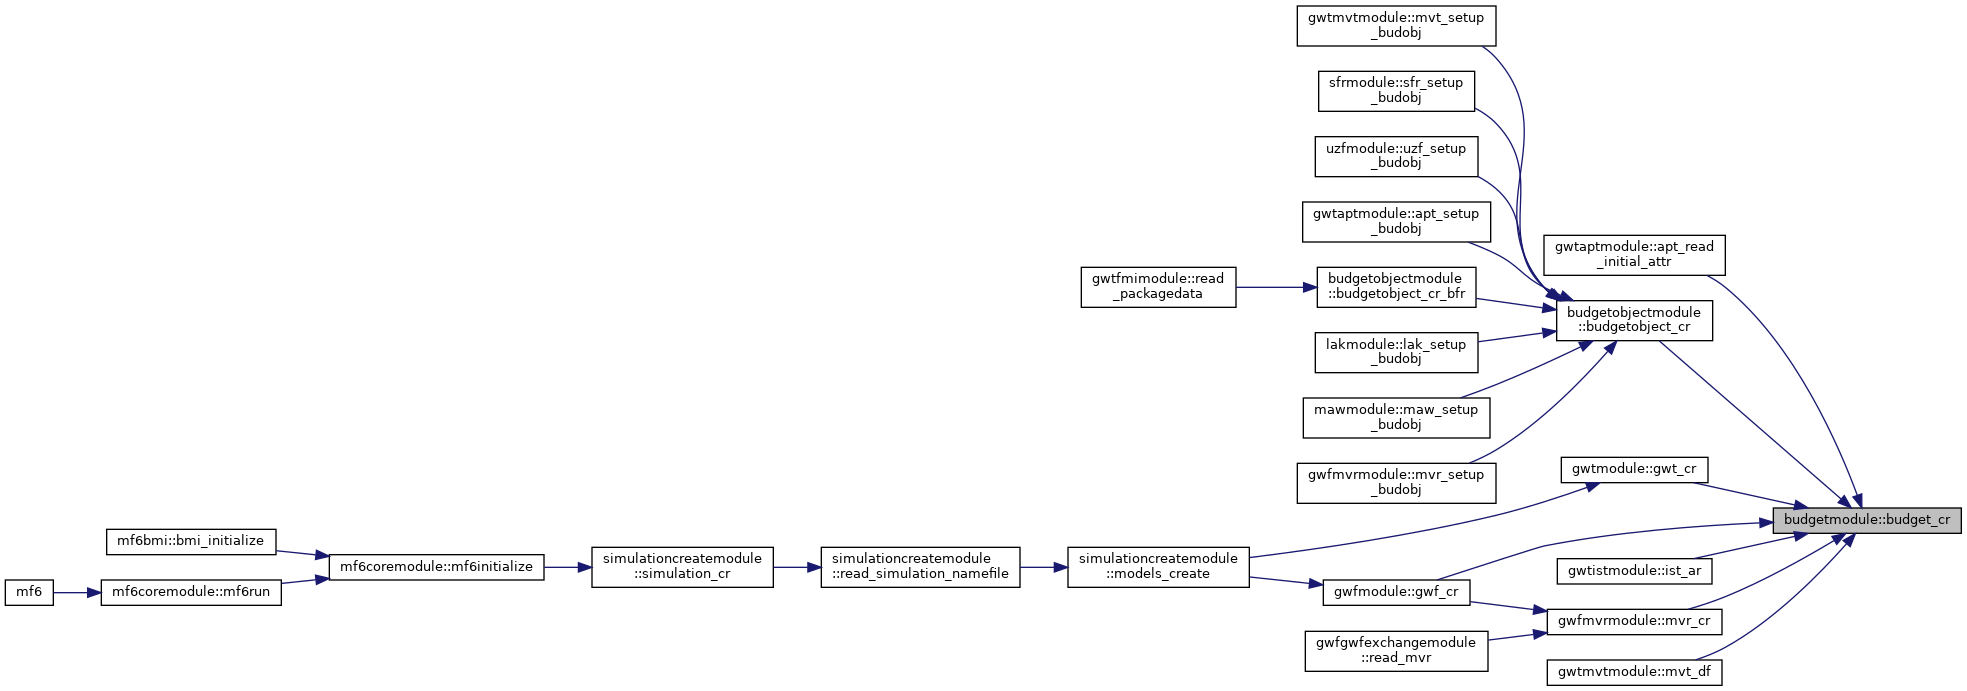 gwtmvtmodule::mvt_setup
_budobj
sfrmodule::sfr_setup
_budobj
uzfmodule::uzf_setup
_budobj
gwtaptmodule::apt_setup
_budobj
gwtaptmodule::apt_read
_initial_attr
gwtfmimodule::read
_packagedata
budgetobjectmodule
::budgetobject_cr_bfr
budgetobjectmodule
::budgetobject_cr
lakmodule::lak_setup
_budobj
mawmodule::maw_setup
_budobj
gwfmvrmodule::mvr_setup
_budobj
gwtmodule::gwt_cr
budgetmodule::budget_cr
mf6bmi::bmi_initialize
mf6coremodule::mf6initialize
simulationcreatemodule
::simulation_cr
simulationcreatemodule
::read_simulation_namefile
simulationcreatemodule
::models_create
gwtistmodule::ist_ar
mf6
mf6coremodule::mf6run
gwfmodule::gwf_cr
gwfmvrmodule::mvr_cr
gwfgwfexchangemodule
::read_mvr
gwtmvtmodule::mvt_df